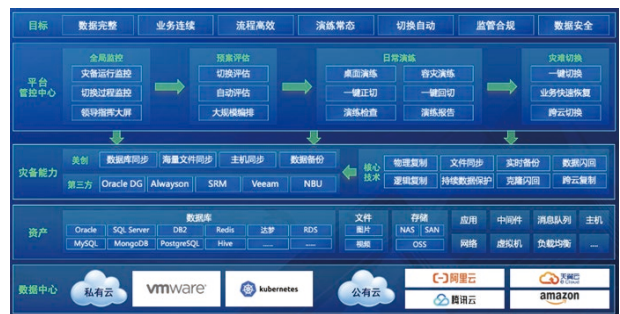 目标 数据完整 业务连续 流程高效 演练常态 切换自动 监管合规 数据安全
全局监控 预案评估 日常演练 灾难切换
灾备运行监控 切换评估 桌面演练 容灾演练 一键切换
平台
管控中心 切换过程监控 自动评估 一键正切 一键回切 业务快速恢复
领导指挥大屏 大规模编排 演练检查 演练报告 跨云切换
灾备能力
美创 数据库同步 海量文件同步 主机同步 数据备份
第三方 Oracle DG Alwayson SRM Veeam NBU
核心
技术
物理复制 文件同步 实时备份 数据闪回
逻辑复制 持续数据保护 克隆闪回 跨云复制
资产
数据库 文件 存储 应用 中间件 消息队列 主机
Oracle SQL Server DB2 Redis 达梦 RDS 图片 NAS SAN
MySQL MongoDB PostgreSQL Hive ...... ...... 视频 OSS 网络 虚拟机 负载均衡 ....
数据中心 私有云 vmware kubernetes 公有云 阿里云 天翼云
e Cloud
腾讯云 amazon